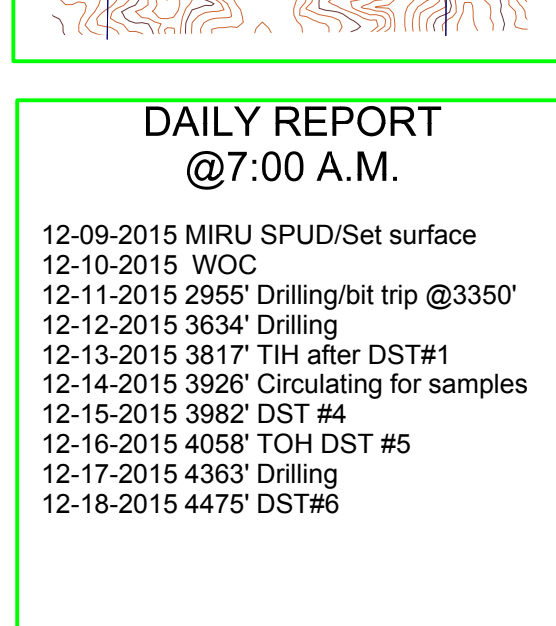 DAILY REPORT
@7:00 A.M.
12-09-2015 MIRU SPUD/Set surface
12-10-2015  WOC
12-11-2015 2955' Drilling/bit trip @3350'
12-12-2015 3634' Drilling
12-13-2015 3817' TIH after DST#1
12-14-2015 3926' Circulating for samples
12-15-2015 3982' DST #4
12-16-2015 4058' TOH DST #5
12-17-2015 4363' Drilling
12-18-2015 4475' DST#6